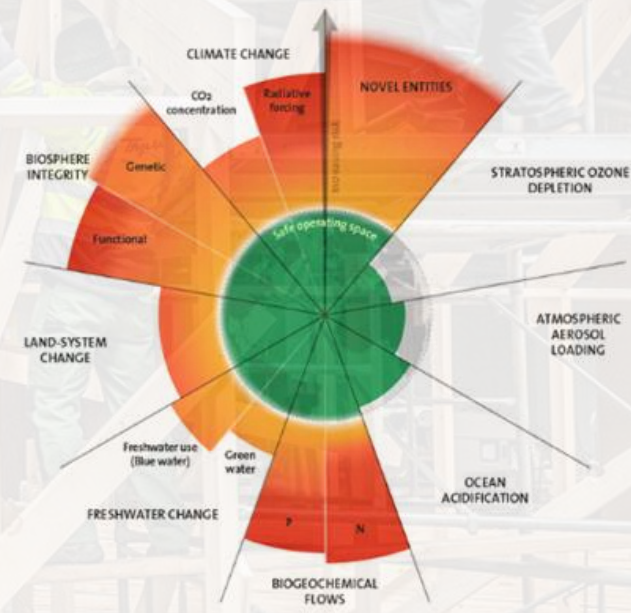 CLIMATE CHANGE
CO₂
concentration
Radiative
forcing
NOVEL ENTITIES
STRATOSPHERIC OZONE
DEPLETION
BIOSPHERE
INTEGRITY
Genetic
Functional
Safe operating space
ATMOSPHERIC
AEROSOL
LOADING
LAND-SYSTEM
CHANGE
Freshwater use
(Blue water)
Green
water
FRESHWATER CHANGE
OCEAN
ACIDIFICATION
P
N
BIOGEOCHEMICAL
FLOWS